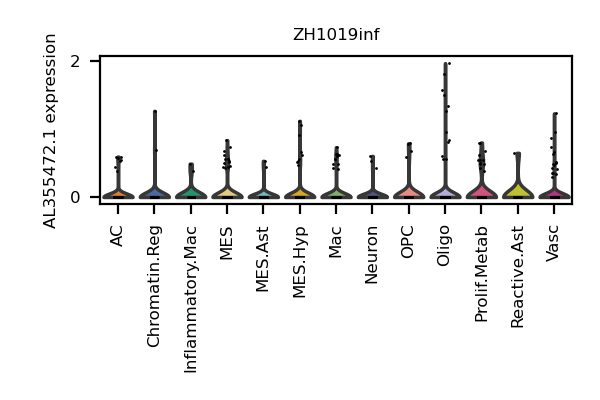 ZH1019inf
AL355472.1 expression
2
0
AC
Chromatin.Reg
Inflammatory.Mac
MES
MES.Ast
MES.Hyp
Mac
Neuron
OPC
Oligo
Prolif.Metab
Reactive.Ast
Vasc